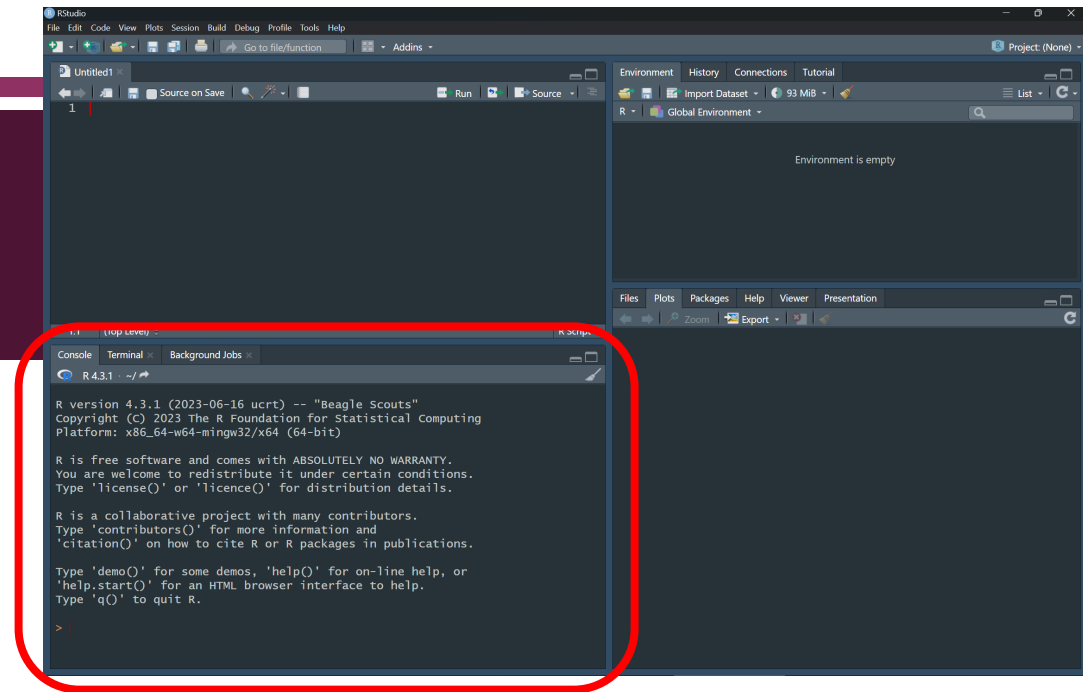 RStudio
File Edit Code View Plots Session Build Debug Profile Tools Help
Go to file/function Addins Project: (None)
Untitled1
Source on Save Run Source
1
Environment History Connections Tutorial
Import Dataset 93 MiB List
R Global Environment
Environment is empty
Files Plots Packages Help Viewer Presentation
Zoom Export
1:1 (Top Level) R Script
Console Terminal Background Jobs
R 4.3.1 · ~/
R version 4.3.1 (2023-06-16 ucrt) -- "Beagle Scouts"
Copyright (C) 2023 The R Foundation for Statistical Computing
Platform: x86_64-w64-mingw32/x64 (64-bit)
R is free software and comes with ABSOLUTELY NO WARRANTY.
You are welcome to redistribute it under certain conditions.
Type 'license()' or 'licence()' for distribution details.
R is a collaborative project with many contributors.
Type 'contributors()' for more information and
'citation()' on how to cite R or R packages in publications.
Type 'demo()' for some demos, 'help()' for on-line help, or
'help.start()' for an HTML browser interface to help.
Type 'q()' to quit R.
>